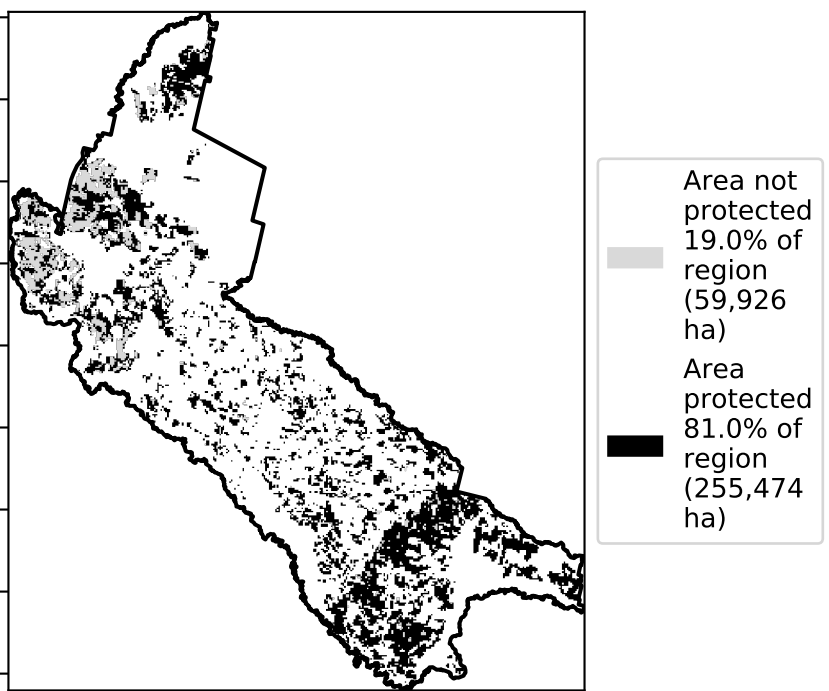 Area not
protected
19.0% of
region
(59,926
ha)
Area
protected
81.0% of
region
(255,474
ha)